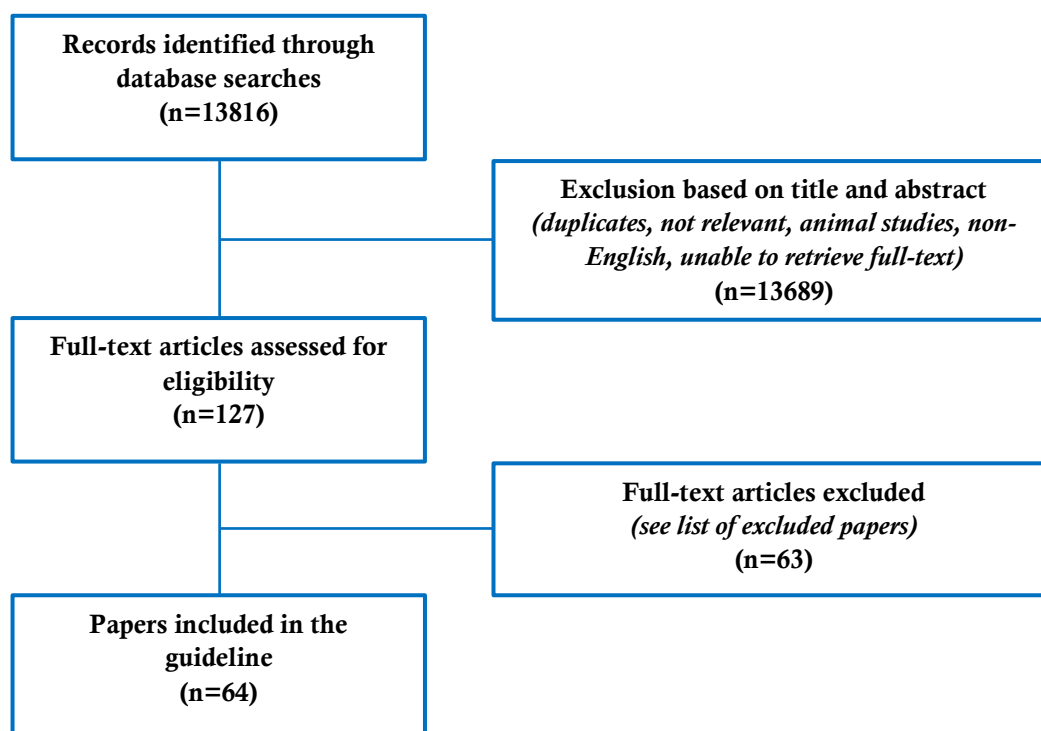 Records identified through
database searches
(n=13816)
Exclusion based on title and abstract
(duplicates, not relevant, animal studies, non-
English, unable to retrieve full-text)
(n=13689)
Full-text articles assessed for
eligibility
(n=127)
Full-text articles excluded
(see list of excluded papers)
(n=63)
Papers included in the
guideline
(n=64)